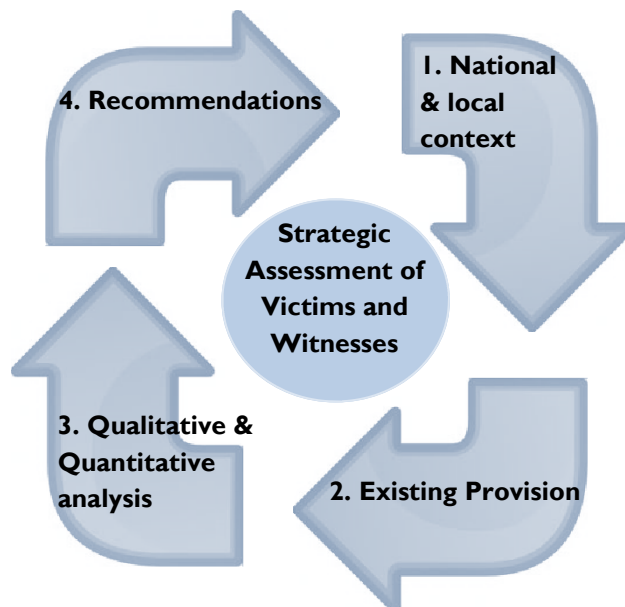 1. National
& local
context
2. Existing Provision
3. Qualitative &
Quantitative
analysis
4. Recommendations
Strategic
Assessment of
Victims and
Witnesses